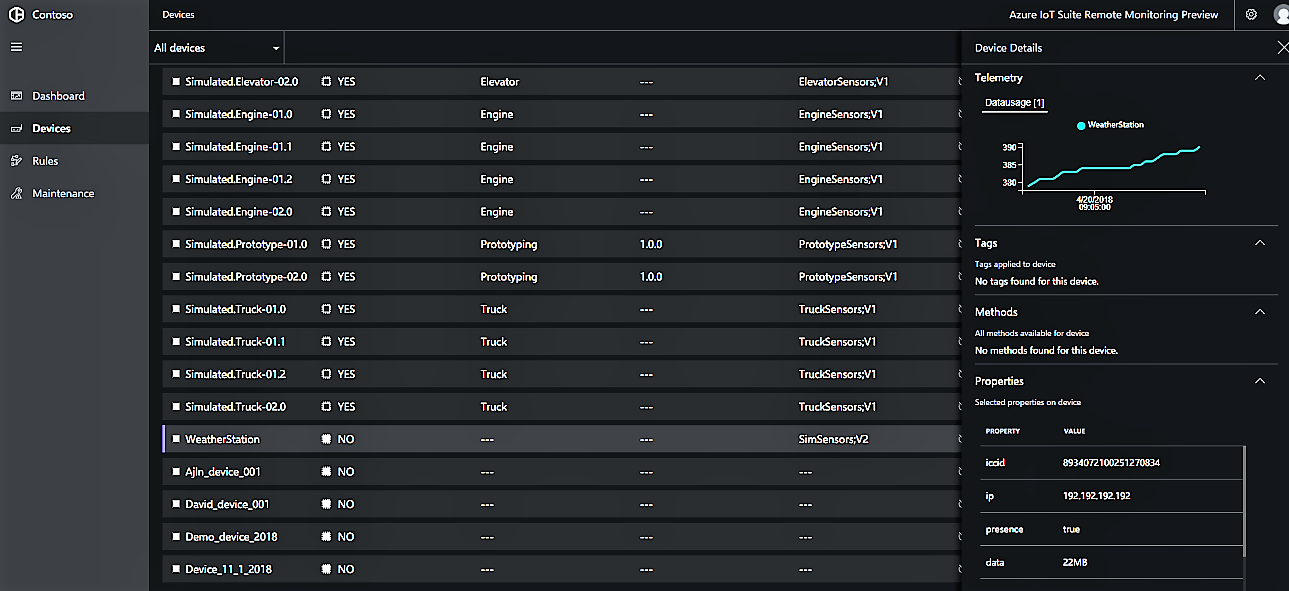 Contoso
Devices
Azure IoT Suite Remote Monitoring Preview
All devices
Device Details
Dashboard
Devices
Rules
Maintenance
Simulated.Elevator-02.0 YES Elevator --- ElevatorSensors;V1
Simulated.Engine-01.0 YES Engine --- EngineSensors;V1
Simulated.Engine-01.1 YES Engine --- EngineSensors;V1
Simulated.Engine-01.2 YES Engine --- EngineSensors;V1
Simulated.Engine-02.0 YES Engine --- EngineSensors;V1
Simulated.Prototype-01.0 YES Prototyping 1.0.0 PrototypeSensors;V1
Simulated.Prototype-02.0 YES Prototyping 1.0.0 PrototypeSensors;V1
Simulated.Truck-01.0 YES Truck --- TruckSensors;V1
Simulated.Truck-01.1 YES Truck --- TruckSensors;V1
Simulated.Truck-01.2 YES Truck --- TruckSensors;V1
Simulated.Truck-02.0 YES Truck --- TruckSensors;V1
WeatherStation NO --- --- SimSensors;V2
Ajln_device_001 NO --- --- ---
David_device_001 NO --- --- ---
Demo_device_2018 NO --- --- ---
Device_11_1_2018 NO --- --- ---
Telemetry
Datausage [1]
WeatherStation
390
385
380
4/20/2018
09:05:00
Tags
Tags applied to device
No tags found for this device.
Methods
All methods available for device
No methods found for this device.
Properties
Selected properties on device
PROPERTY VALUE
iccid 8934072100251270834
ip 192.192.192.192
presence true
data 22MB